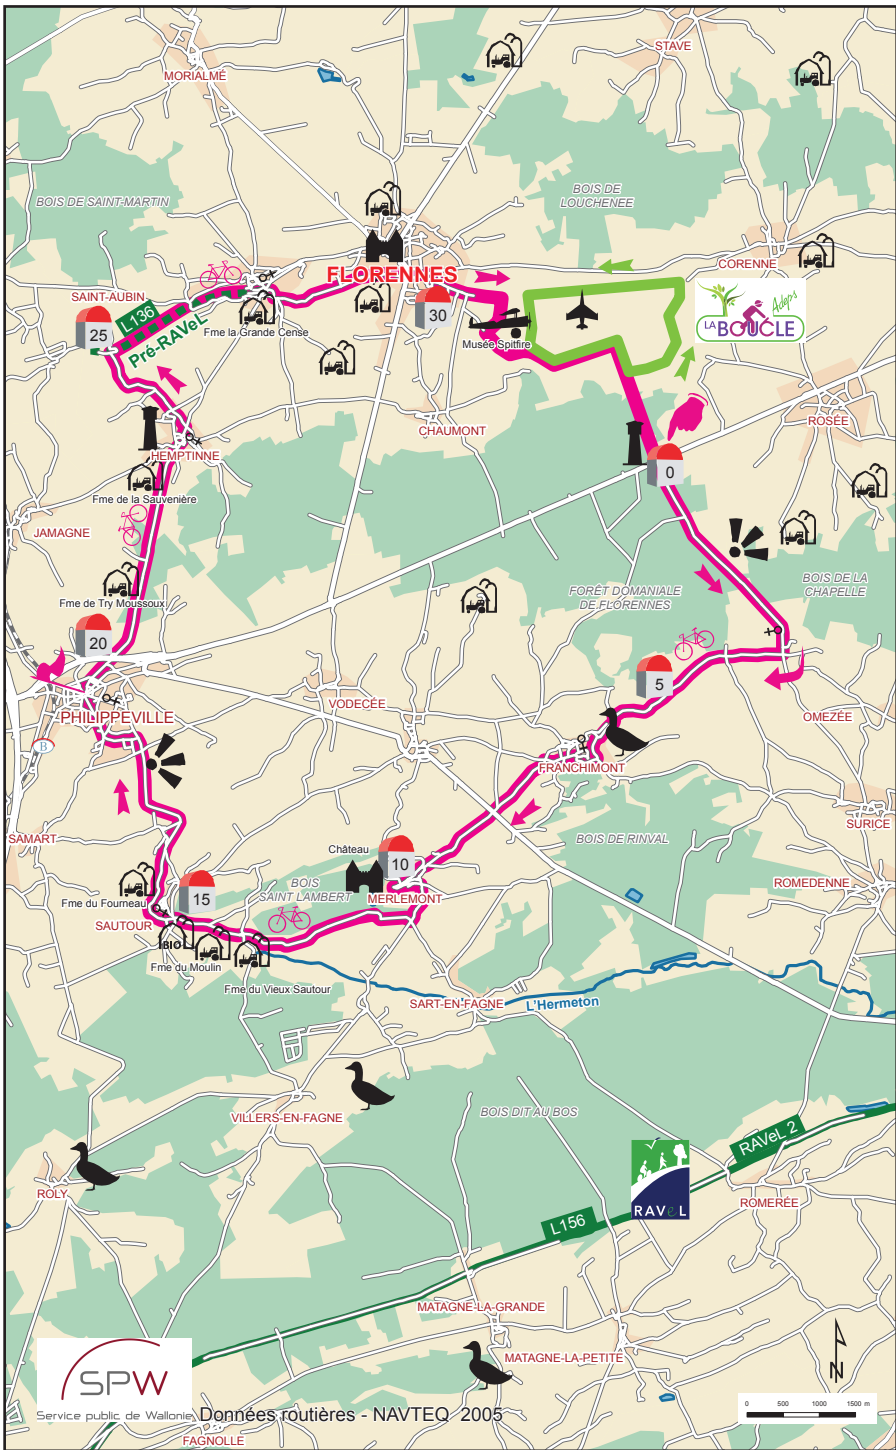 MORIALMÉ
STAVE
BOIS DE SAINT-MARTIN
BOIS DE
LOUCHENEE
CORENNE
FLORENNES
SAINT-AUBIN
L136
Pré-RAVeL
25
Fme la Grande Cense
30
Musée Spitfire
Adeps
LA BOUCLE
CHAUMONT
ROSÉE
HEMPTINNE
0
Fme de la Sauvenière
JAMAGNE
Fme de Try Moussoux
FORÊT DOMANIALE
DE FLORENNES
BOIS DE LA
CHAPELLE
20
5
PHILIPPEVILLE
VODECÉE
OMEZÉE
B
FRANCHIMONT
SAMART
BOIS DE RINVAL
SURICE
Château
10
ROMEDENNE
Fme du Fourneau
15
BOIS
SAINT LAMBERT
MERLEMONT
SAUTOUR
BIO
Fme du Moulin
Fme du Vieux Sautour
SART-EN-FAGNE
L'Hermeton
VILLERS-EN-FAGNE
BOIS DIT AU BOS
RAVeL 2
ROLY
RAVeL
L156
ROMERÉE
MATAGNE-LA-GRANDE
MATAGNE-LA-PETITE
N
SPW
Service public de Wallonie
Données routières - NAVTEQ 2005
0 500 1000 1500 m
FAGNOLLE